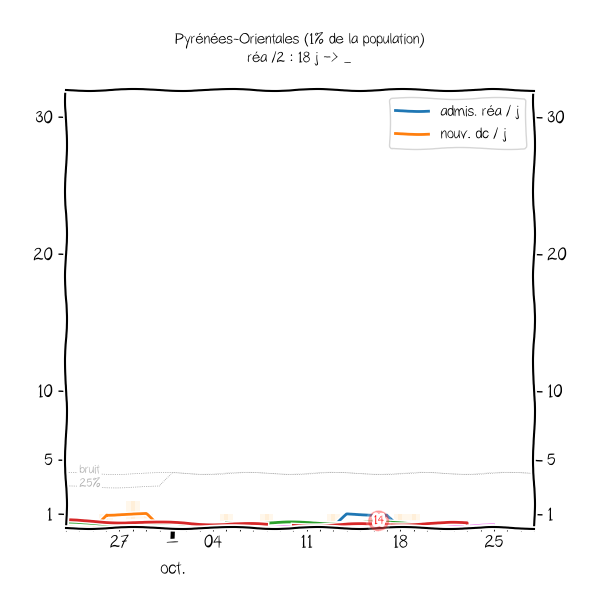 Pyrénées-Orientales (1% de la population)
réa /2 : 18 j -> _
admis. réa / j
nouv. dc / j
30
30
20
20
10
10
5
5
bruit
25%
1
1
14
27
04
11
18
25
oct.